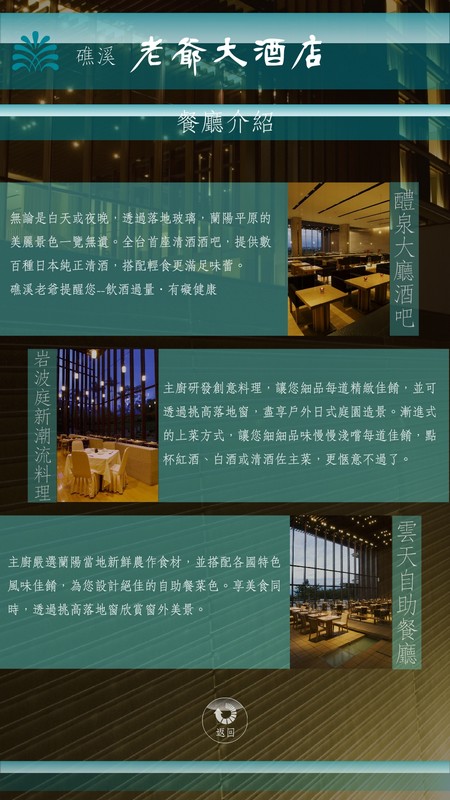 礁溪 老爺大酒店
餐廳介紹
無論是白天或夜晚，透過落地玻璃，蘭陽平原的
美麗景色一覽無遺。全台首座清酒酒吧，提供數
百種日本純正清酒，搭配輕食更滿足味蕾。
礁溪老爺提醒您--飲酒過量，有礙健康
醴泉大廳酒吧
岩波庭新潮流料理
主廚研發創意料理，讓您細品每道精緻佳餚，並可
透過挑高落地窗，盡享戶外日式庭園造景。漸進式
的上菜方式，讓您細細品味慢慢淺嚐每道佳餚，點
杯紅酒、白酒或清酒佐主菜，更愜意不過了。
主廚嚴選蘭陽當地新鮮農作食材，並搭配各國特色
風味佳餚，為您設計絕佳的自助餐菜色。享美食同
時，透過挑高落地窗欣賞窗外美景。
雲天自助餐廳
返回